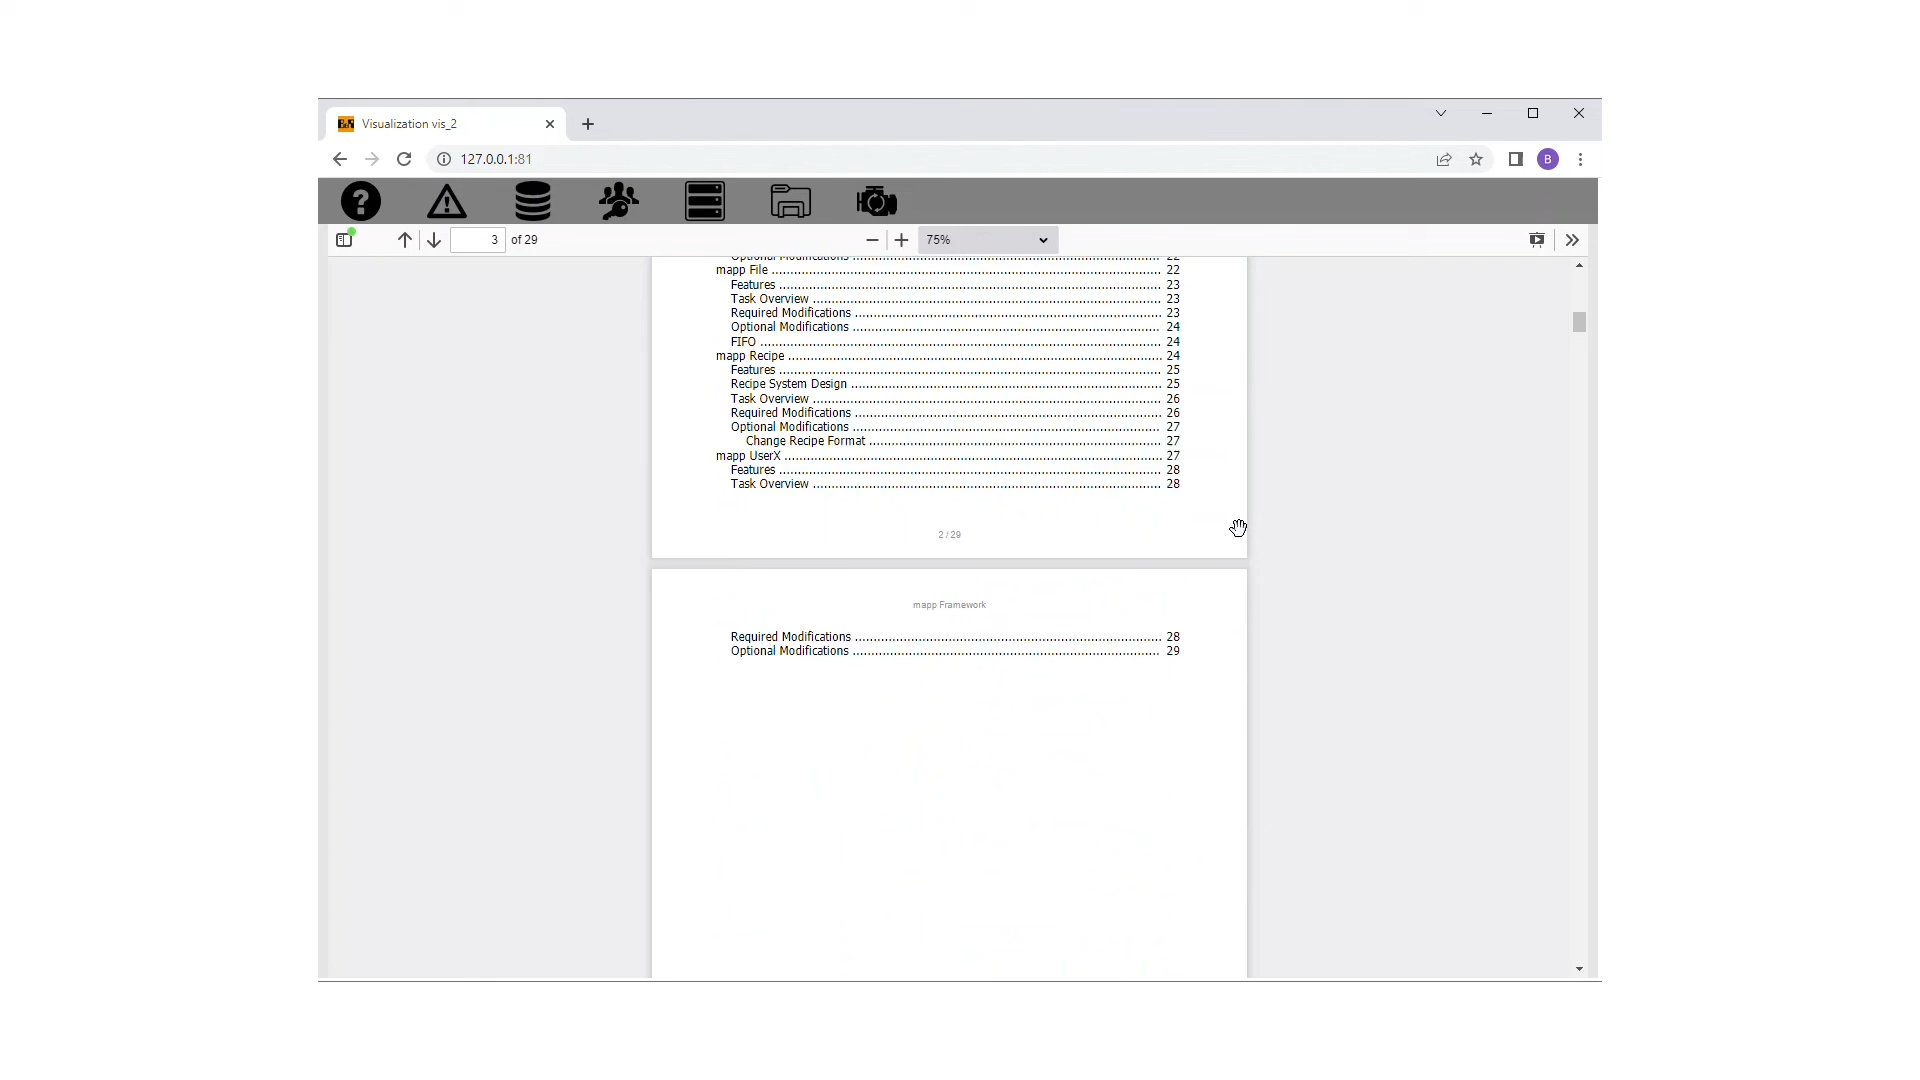 B&R Visualization vis_2
127.0.0.1:81
B
3 of 29
75%
Optional Modifications 22
mapp File 22
Features 23
Task Overview 23
Required Modifications 23
Optional Modifications 24
FIFO 24
mapp Recipe 24
Features 25
Recipe System Design 25
Task Overview 26
Required Modifications 26
Optional Modifications 27
Change Recipe Format 27
mapp UserX 27
Features 28
Task Overview 28
2 / 29
mapp Framework
Required Modifications 28
Optional Modifications 29